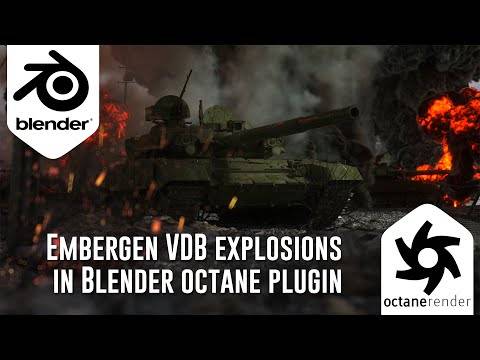 blender
EMBERGEN VDB EXPLOSIONS
IN BLENDER OCTANE PLUGIN
octanerender